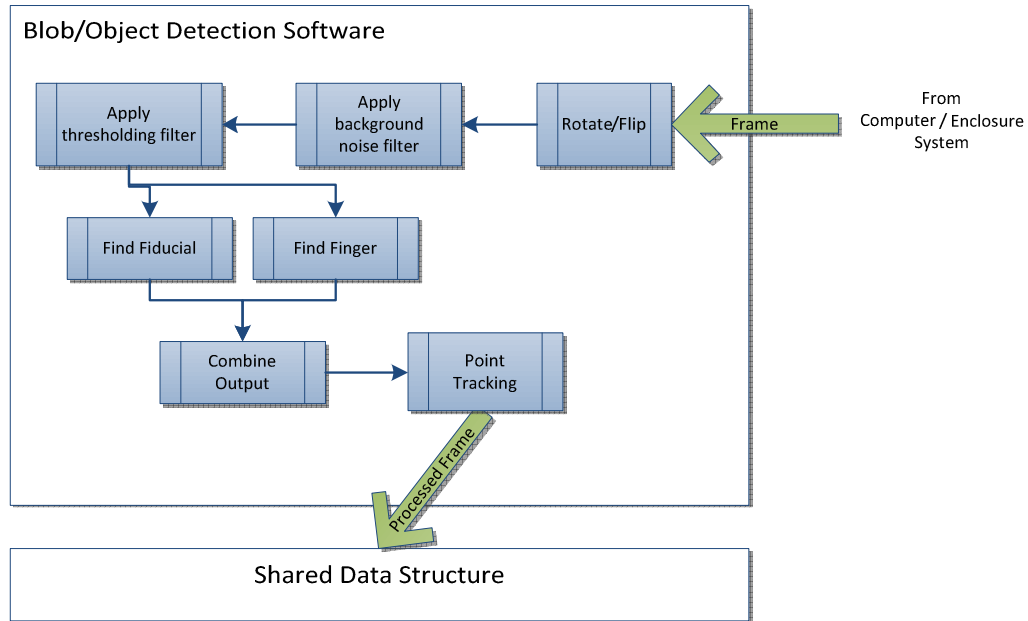 Blob/Object Detection Software
Apply
thresholding filter
Apply
background
noise filter
Rotate/Flip
Frame
From
Computer / Enclosure
System
Find Fiducial
Find Finger
Combine
Output
Point
Tracking
Processed Frame
Shared Data Structure